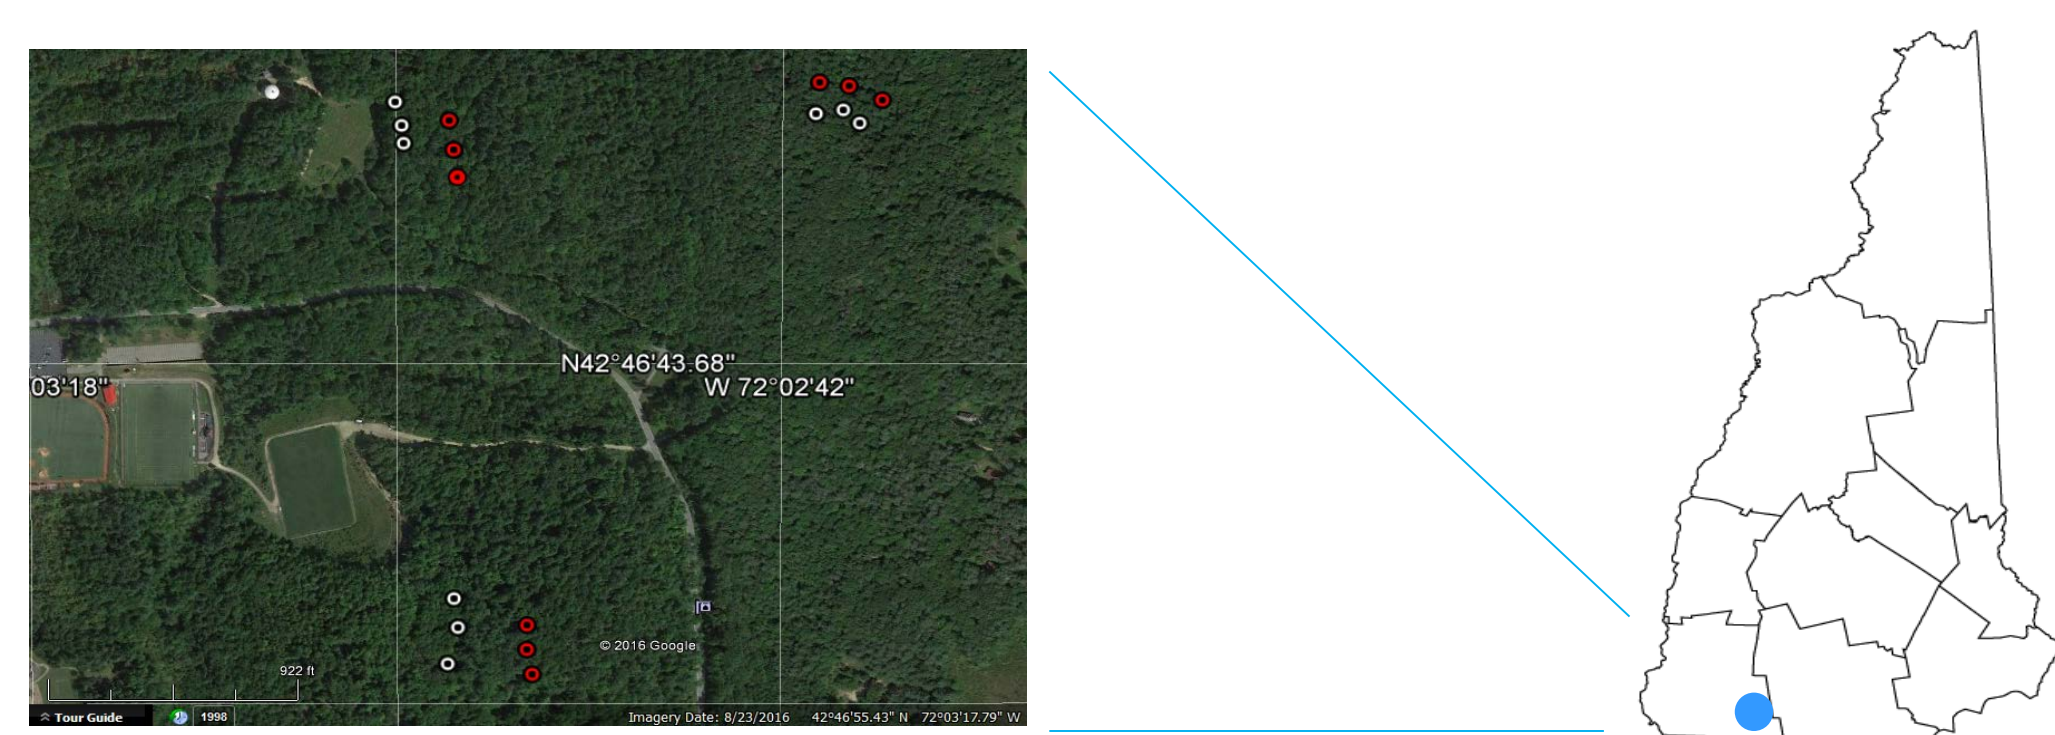 N42°46'43.68"
03'18"
W 72°02'42"
© 2016 Google
922 ft
Tour Guide
1998
Imagery Date: 8/23/2016 42°46'55.43" N 72°03'17.79" W